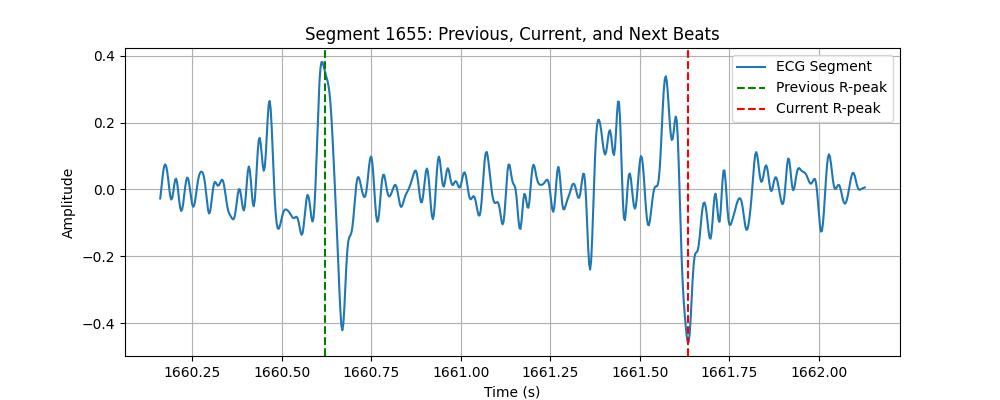 Segment 1655: Previous, Current, and Next Beats
ECG Segment
Previous R-peak
Current R-peak
Amplitude
0.4
0.2
0.0
−0.2
−0.4
1660.25 1660.50 1660.75 1661.00 1661.25 1661.50 1661.75 1662.00
Time (s)